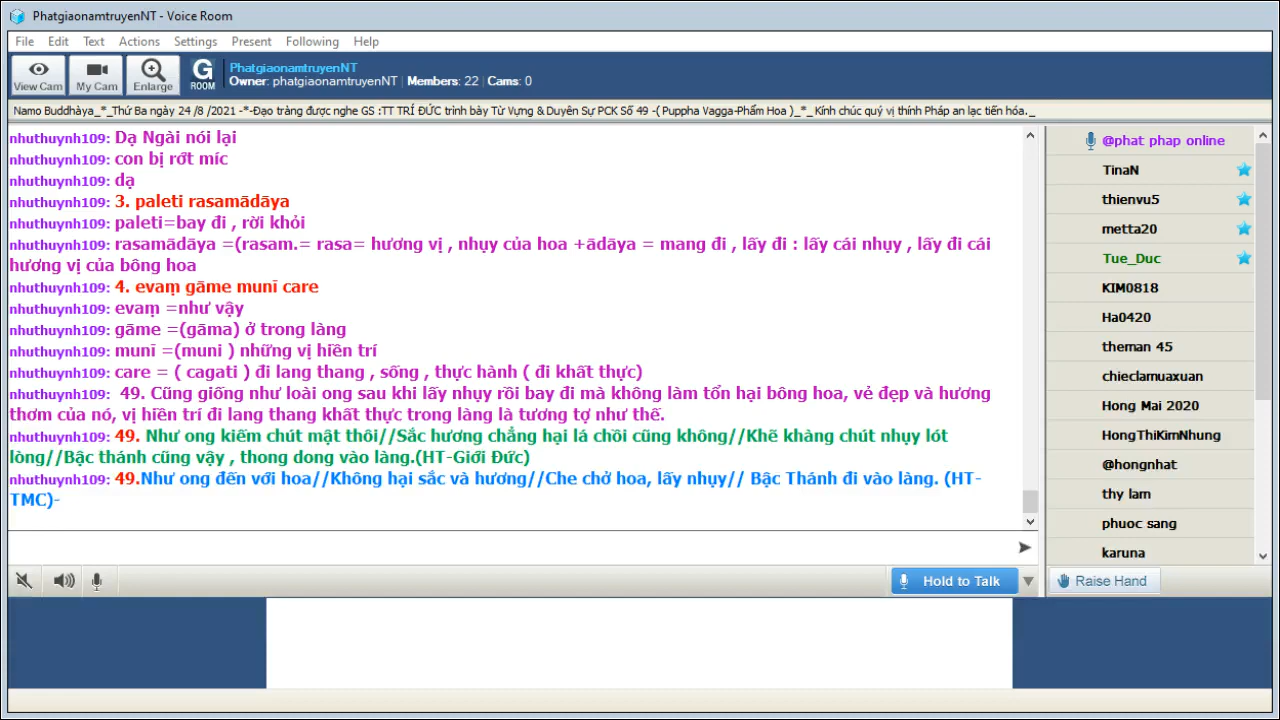 PhatgiaonamtruyenNT - Voice Room
File Edit Text Actions Settings Present Following Help
View Cam
My Cam
Enlarge
G
ROOM
PhatgiaonamtruyenNT
Owner: phatgiaonamtruyenNT | Members: 22 | Cams: 0
Namo Buddhàya_*_Thứ Ba ngày 24 /8 /2021 -*-Đạo tràng được nghe GS :TT TRÍ ĐỨC trình bày Từ Vựng & Duyên Sự PCK Số 49 -( Puppha Vagga-Phẩm Hoa )_*_Kính chúc quý vị thính Pháp an lạc tiến hóa._
nhuthuynh109: Dạ Ngài nói lại
nhuthuynh109: con bị rớt míc
nhuthuynh109: dạ
nhuthuynh109: 3. paleti rasamādāya
nhuthuynh109: paleti=bay đi , rời khỏi
nhuthuynh109: rasamādāya =(rasam.= rasa= hương vị , nhụy của hoa +ādāya = mang đi , lấy đi : lấy cái nhụy , lấy đi cái
hương vị của bông hoa
nhuthuynh109: 4. evaṃ gāme munī care
nhuthuynh109: evaṃ =như vậy
nhuthuynh109: gāme =(gāma) ở trong làng
nhuthuynh109: munī =(muni ) những vị hiền trí
nhuthuynh109: care = ( cagati ) đi lang thang , sống , thực hành ( đi khất thực)
nhuthuynh109: 49. Cũng giống như loài ong sau khi lấy nhụy rồi bay đi mà không làm tổn hại bông hoa, vẻ đẹp và hương
thơm của nó, vị hiền trí đi lang thang khất thực trong làng là tương tợ như thế.
nhuthuynh109: 49. Như ong kiếm chút mật thôi//Sắc hương chẳng hại lá chồi cũng không//Khẽ khàng chút nhụy lót
lòng//Bậc thánh cũng vậy , thong dong vào làng.(HT-Giới Đức)
nhuthuynh109: 49.Như ong đến với hoa//Không hại sắc và hương//Che chở hoa, lấy nhụy// Bậc Thánh đi vào làng. (HT-
TMC)-
Hold to Talk
@phat phap online
TinaN
thienvu5
metta20
Tue_Duc
KIM0818
Ha0420
theman 45
chieclamuaxuan
Hong Mai 2020
HongThiKimNhung
@hongnhat
thy lam
phuoc sang
karuna
Raise Hand